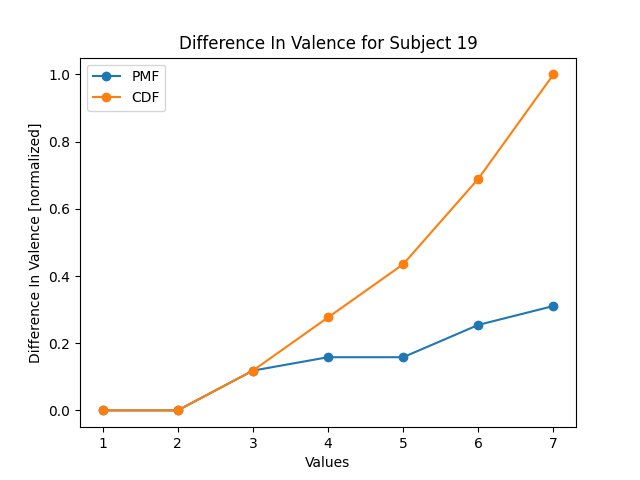 Difference In Valence for Subject 19
PMF
CDF
Difference In Valence [normalized]
1.0
0.8
0.6
0.4
0.2
0.0
1 2 3 4 5 6 7
Values